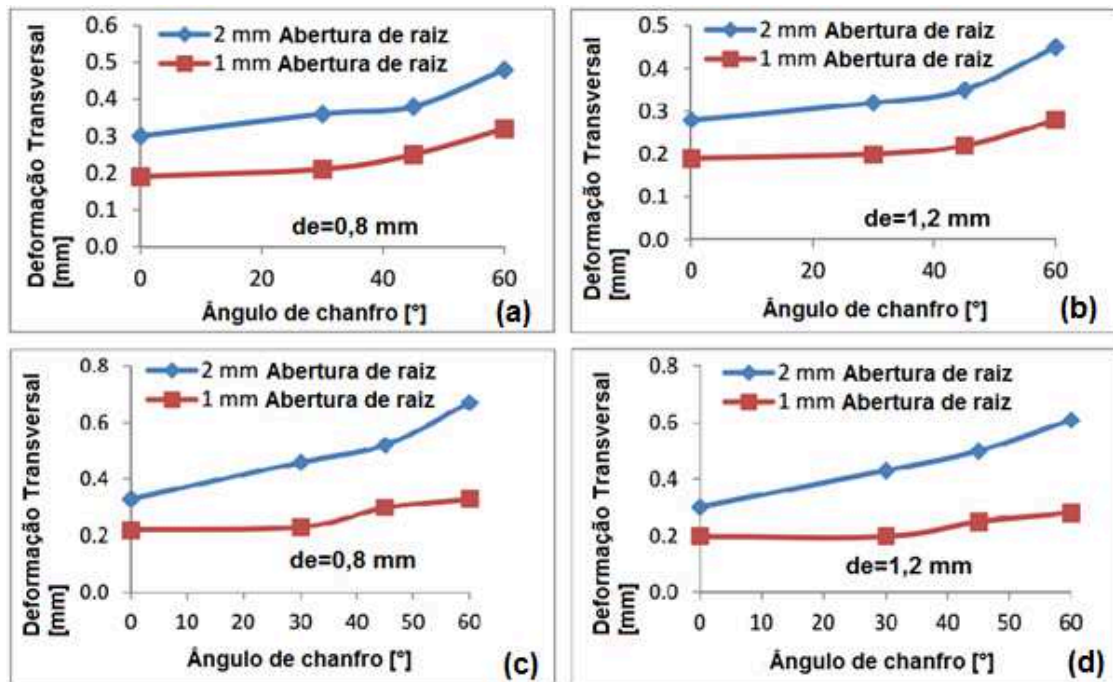 Deformação Transversal
[mm]
0.6
0.5
0.4
0.3
0.2
0.1
0.0
2 mm Abertura de raiz
1 mm Abertura de raiz
de=0,8 mm
0 20 40 60
Ângulo de chanfro [°]
(a)
Deformação Transversal
[mm]
0.5
0.4
0.3
0.2
0.1
0.0
2 mm Abertura de raiz
1 mm Abertura de raiz
de=1,2 mm
0 20 40 60
Ângulo de chanfro [°]
(b)
Deformação Transversal
[mm]
0.8
0.6
0.4
0.2
0.0
2 mm Abertura de raiz
1 mm Abertura de raiz
de=0,8 mm
0 10 20 30 40 50 60
Ângulo de chanfro [°]
(c)
Deformação Transversal
[mm]
0.8
0.6
0.4
0.2
0.0
2 mm Abertura de raiz
1 mm Abertura de raiz
de=1,2 mm
0 10 20 30 40 50 60
Ângulo de chanfro [°]
(d)